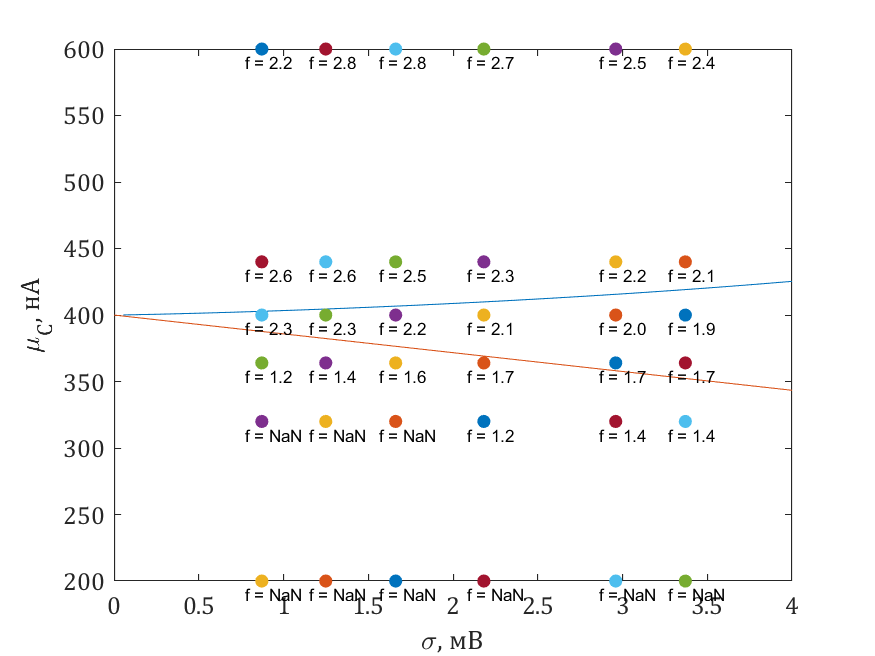 600
f = 2.2 f = 2.8 f = 2.8 f = 2.7 f = 2.5 f = 2.4
550
500
450
f = 2.6 f = 2.6 f = 2.5 f = 2.3 f = 2.2 f = 2.1
400
f = 2.3 f = 2.3 f = 2.2 f = 2.1 f = 2.0 f = 1.9
350
f = 1.2 f = 1.4 f = 1.6 f = 1.7 f = 1.7 f = 1.7
300
f = NaN f = NaN f = NaN f = 1.2 f = 1.4 f = 1.4
250
200
f = NaN f = NaN f = NaN f = NaN f = NaN f = NaN
0 0.5 1 1.5 2 2.5 3 3.5 4
σ, мВ
μC, нА